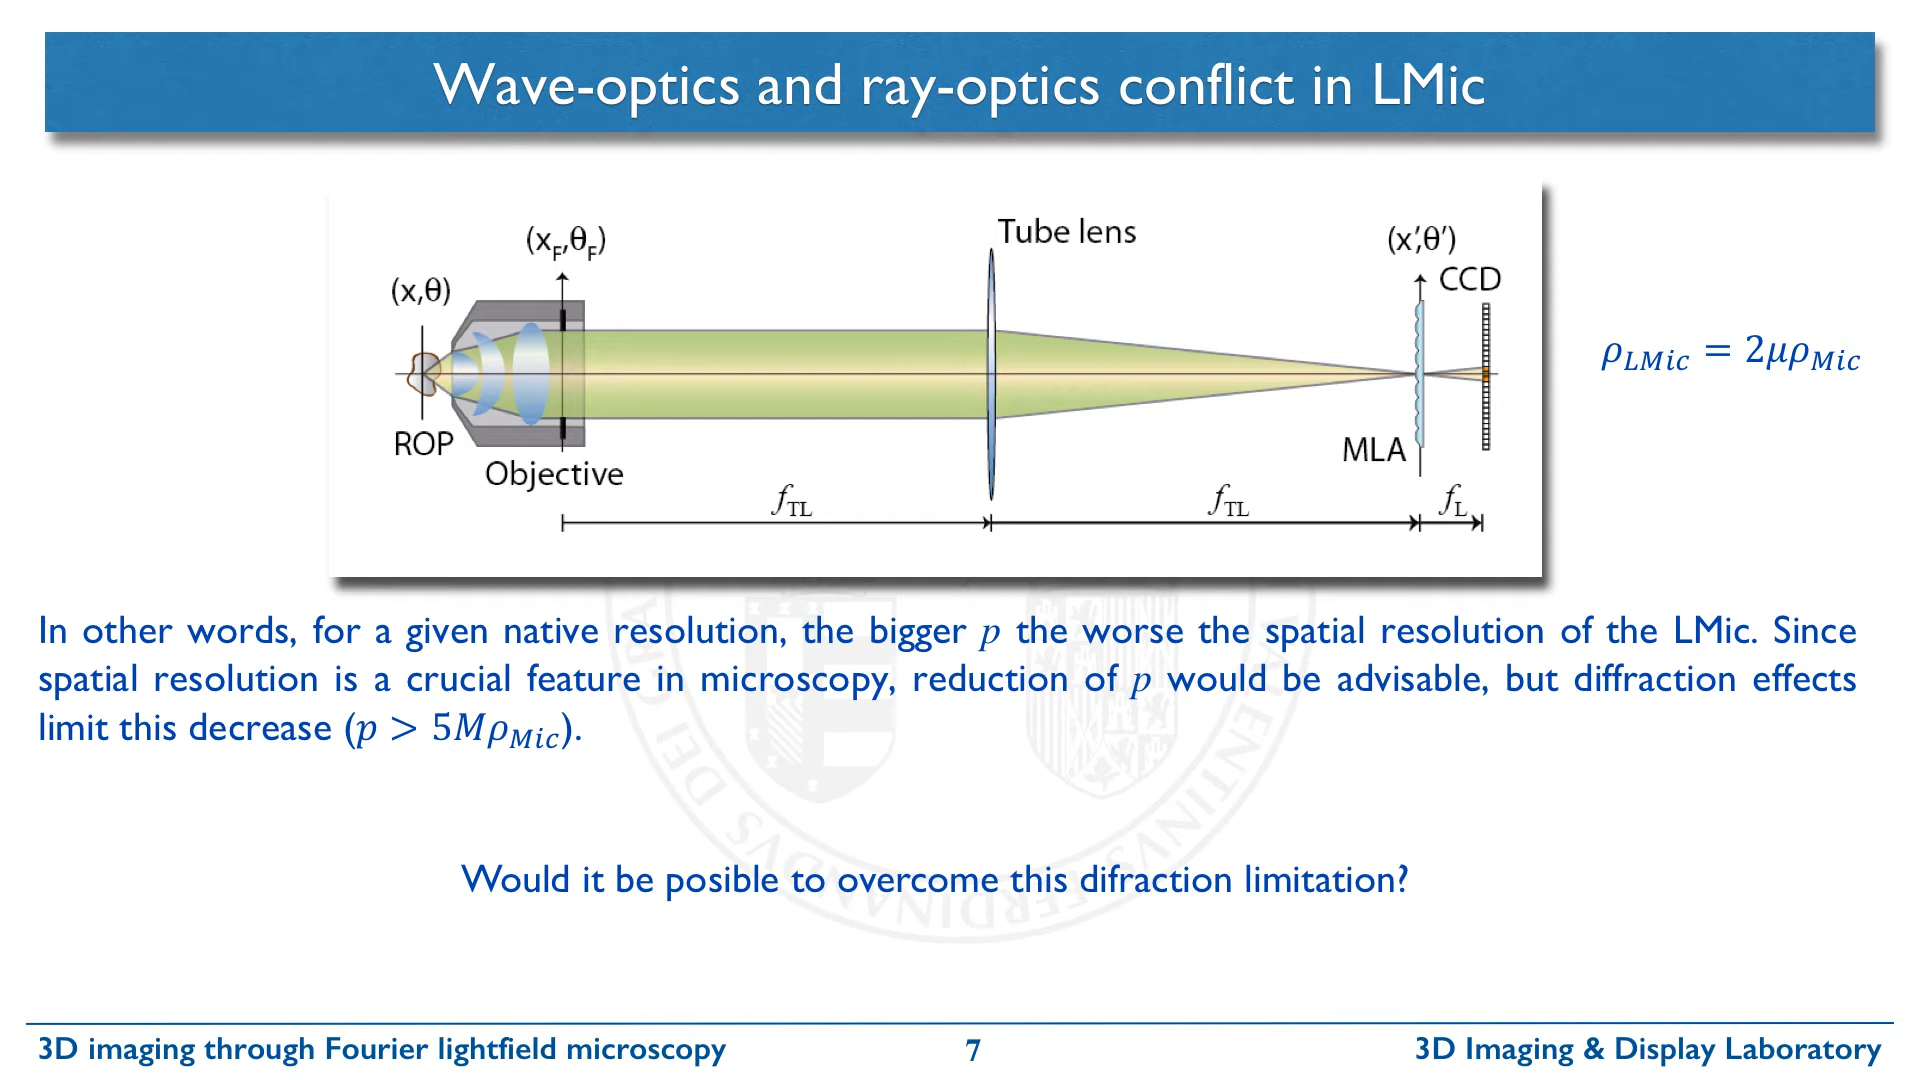 Wave-optics and ray-optics conflict in LMic
(x_F,θ_F)
Tube lens
(x',θ')
(x,θ)
CCD
ρ_LMic = 2μρ_Mic
ROP
MLA
Objective
f_TL
f_TL
f_L
In other words, for a given native resolution, the bigger p the worse the spatial resolution of the LMic. Since
spatial resolution is a crucial feature in microscopy, reduction of p would be advisable, but diffraction effects
limit this decrease (p > 5Mρ_Mic).
Would it be posible to overcome this difraction limitation?
3D imaging through Fourier lightfield microscopy
7
3D Imaging & Display Laboratory